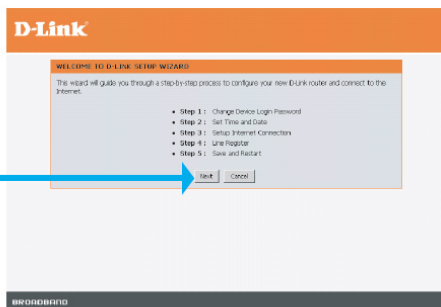 D-Link
WELCOME TO D-LINK SETUP WIZARD
This wizard will guide you through a step-by-step process to configure your new D-Link router and connect to the
Internet.
• Step 1 : Change Device Login Password
• Step 2 : Set Time and Date
• Step 3 : Setup Internet Connection
• Step 4 : Line Register
• Step 5 : Save and Restart
Next Cancel
BROADBAND